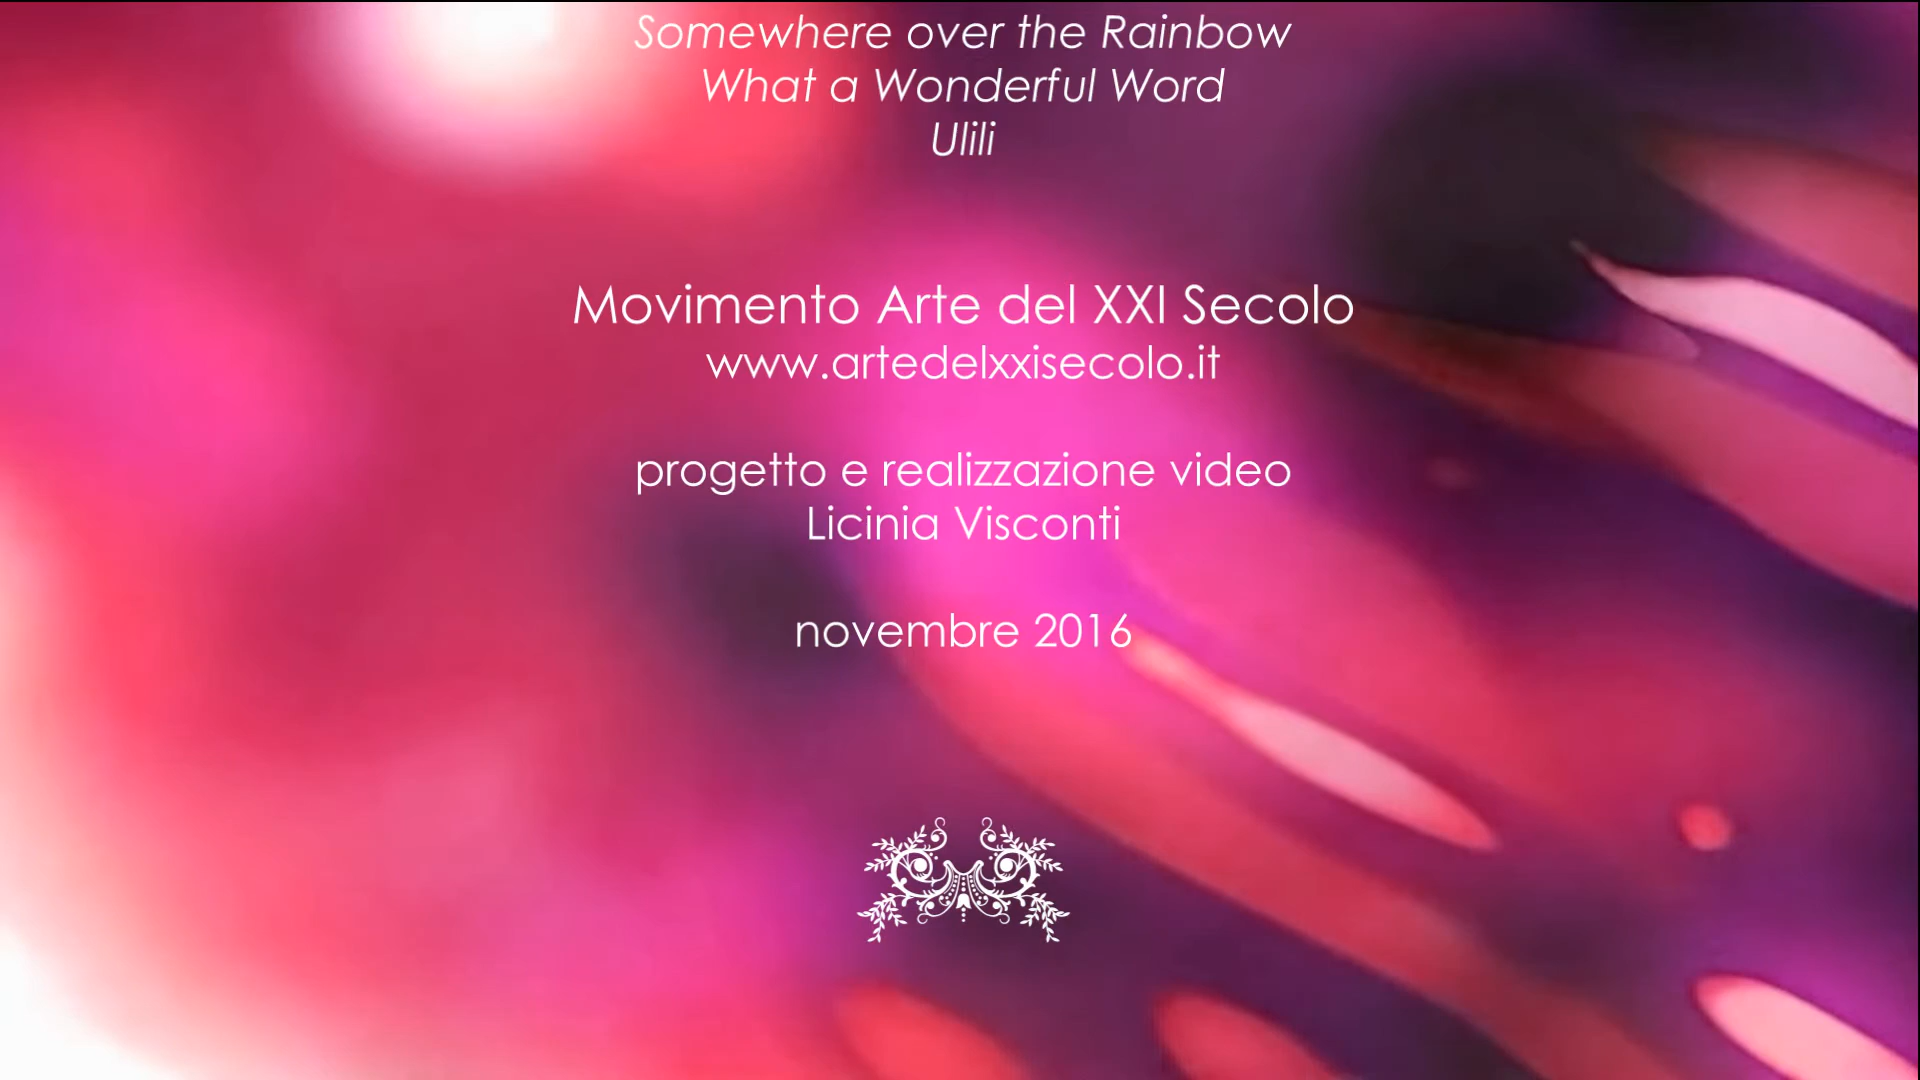 Somewhere over the Rainbow
What a Wonderful Word
Ulili
Movimento Arte del XXI Secolo
www.artedelxxisecolo.it
progetto e realizzazione video
Licinia Visconti
novembre 2016